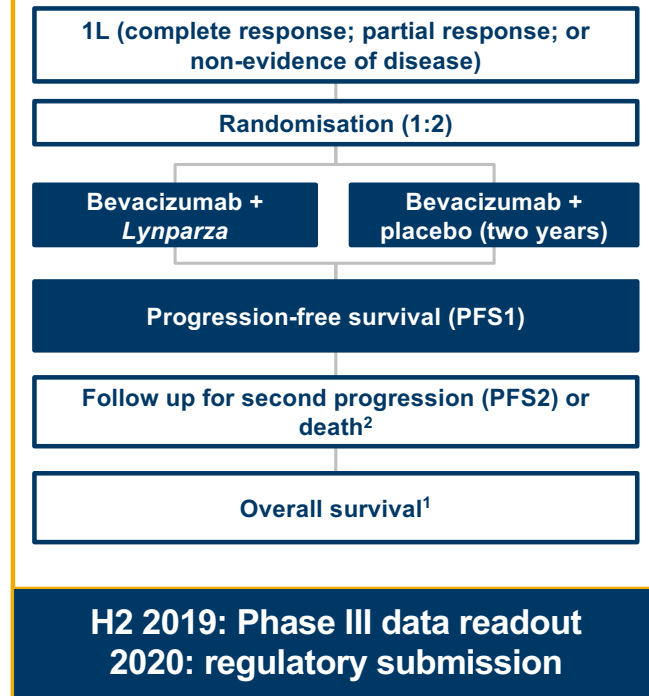 1L (complete response; partial response; or
non-evidence of disease)
Randomisation (1:2)
Bevacizumab +
Lynparza
Bevacizumab +
placebo (two years)
Progression-free survival (PFS1)
Follow up for second progression (PFS2) or
death²
Overall survival¹
H2 2019: Phase III data readout
2020: regulatory submission